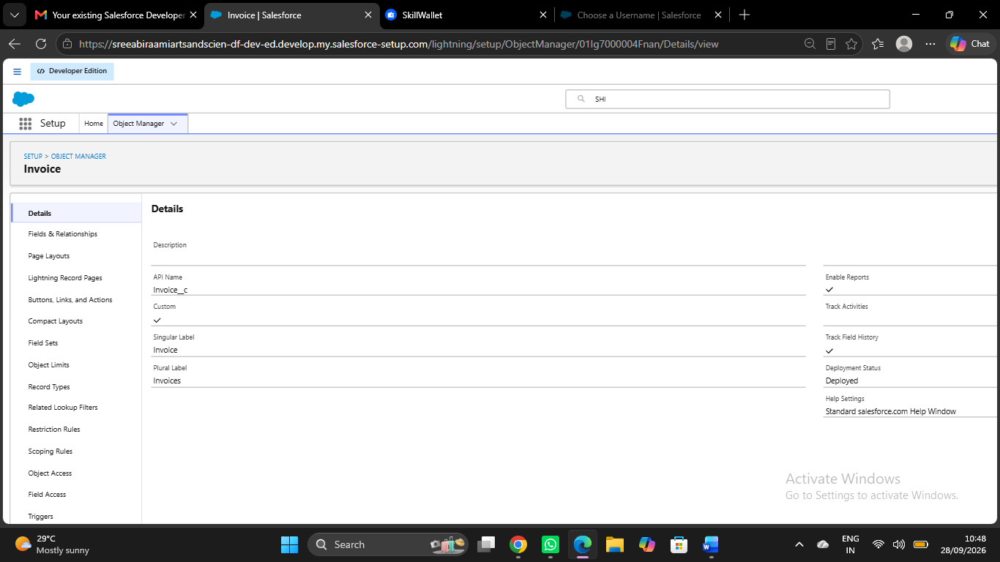 Your existing Salesforce Developer
Invoice | Salesforce
SkillWallet
Choose a Username | Salesforce
https://sreeabiraamiartsandscien-df-dev-ed.develop.my.salesforce-setup.com/lightning/setup/ObjectManager/01Ig7000004Fnan/Details/view
Chat
Developer Edition
SHI
Setup
Home
Object Manager
SETUP > OBJECT MANAGER
Invoice
Details
Fields & Relationships
Page Layouts
Lightning Record Pages
Buttons, Links, and Actions
Compact Layouts
Field Sets
Object Limits
Record Types
Related Lookup Filters
Restriction Rules
Scoping Rules
Object Access
Field Access
Triggers
Details
Description
API Name
Invoice__c
Custom
Singular Label
Invoice
Plural Label
Invoices
Enable Reports
Track Activities
Track Field History
Deployment Status
Deployed
Help Settings
Standard salesforce.com Help Window
Activate Windows
Go to Settings to activate Windows.
29°C
Mostly sunny
Search
ENG
IN
10:48
28/09/2026